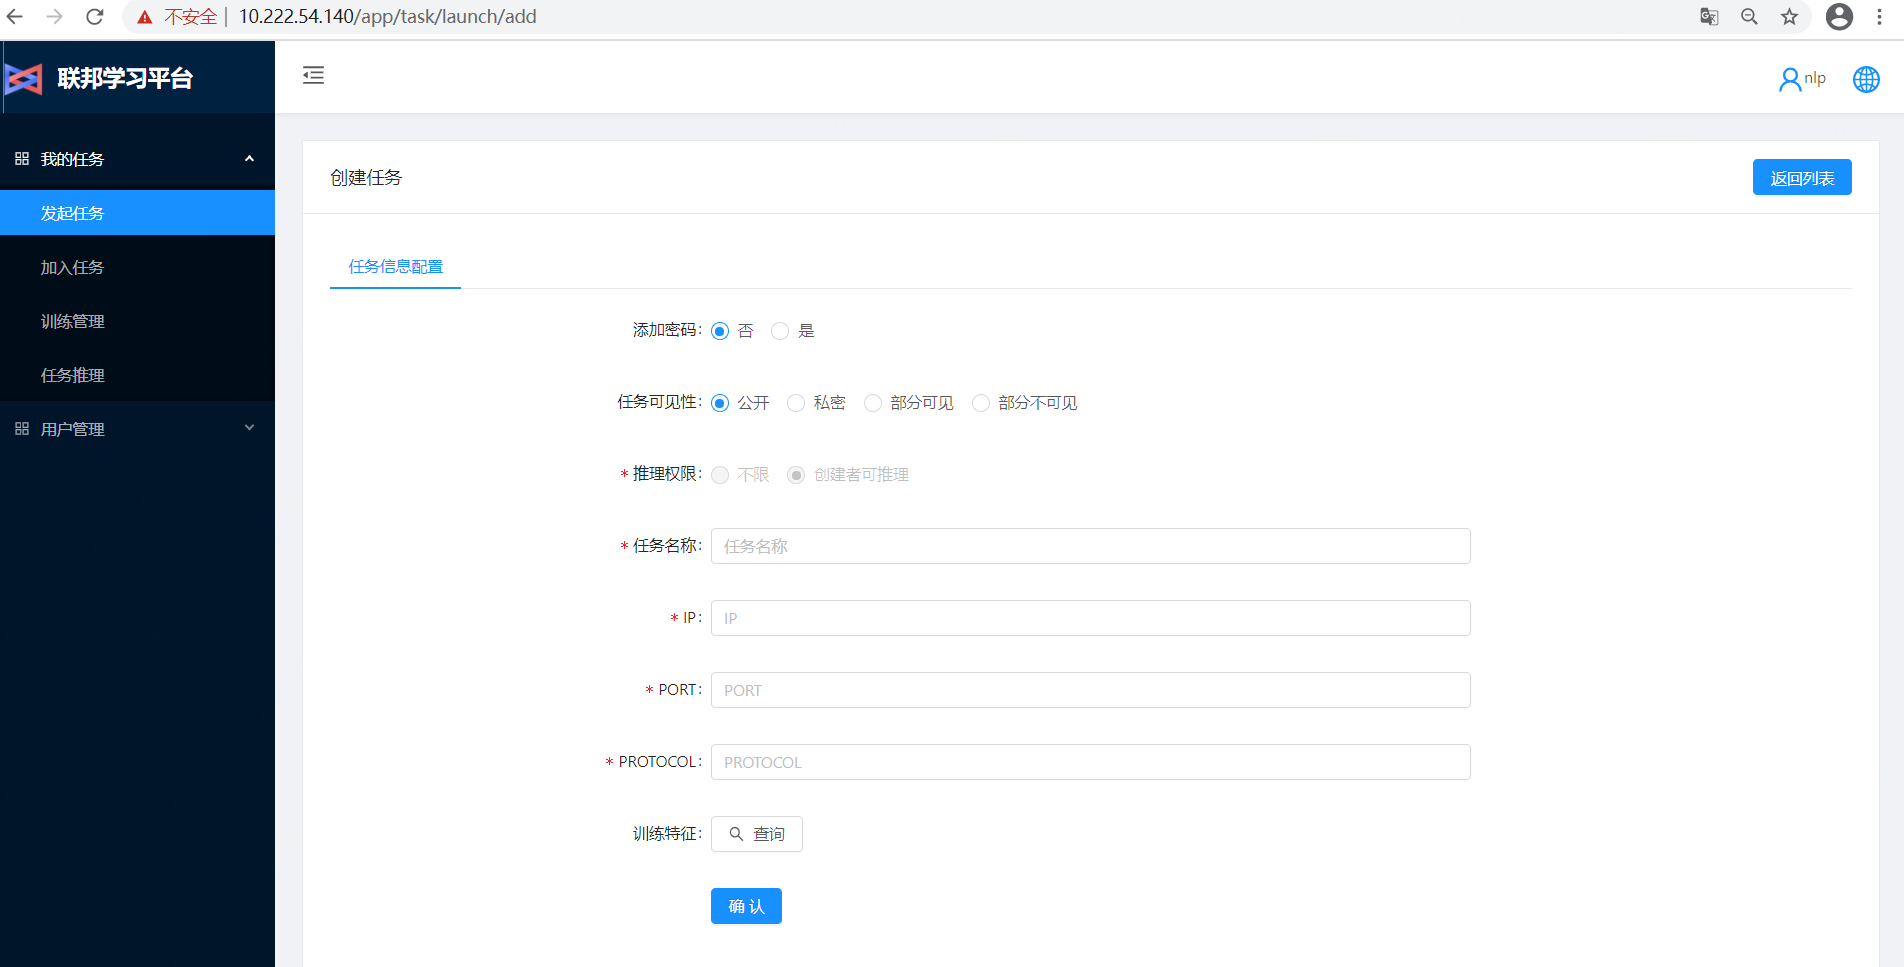 不安全 | 10.222.54.140/app/task/launch/add
联邦学习平台
nlp
我的任务
发起任务
加入任务
训练管理
任务推理
用户管理
创建任务
返回列表
任务信息配置
添加密码: 否 是
任务可见性: 公开 私密 部分可见 部分不可见
* 推理权限: 不限 创建者可推理
* 任务名称: 任务名称
* IP: IP
* PORT: PORT
* PROTOCOL: PROTOCOL
训练特征: 查询
确 认